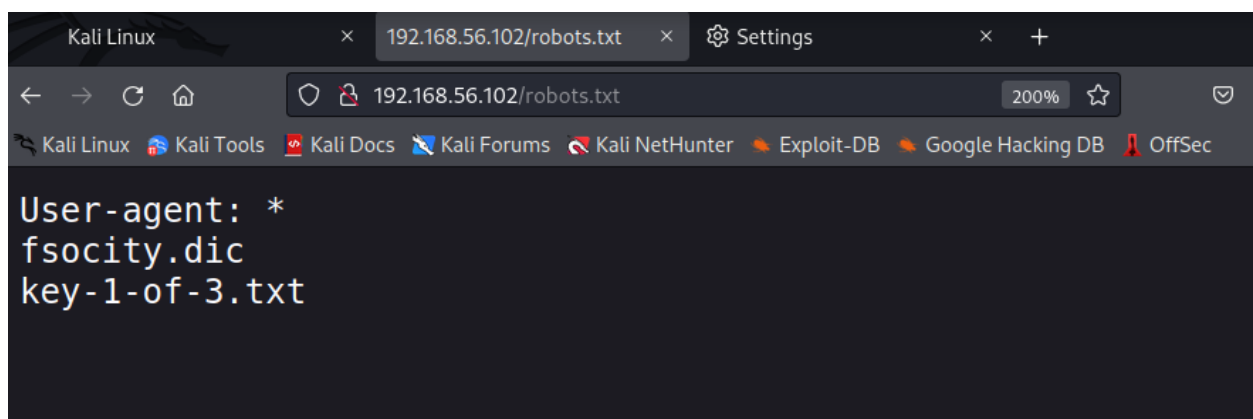 Kali Linux
192.168.56.102/robots.txt
Settings
192.168.56.102/robots.txt
200%
Kali Linux Kali Tools Kali Docs Kali Forums Kali NetHunter Exploit-DB Google Hacking DB OffSec
User-agent: *
fsocity.dic
key-1-of-3.txt